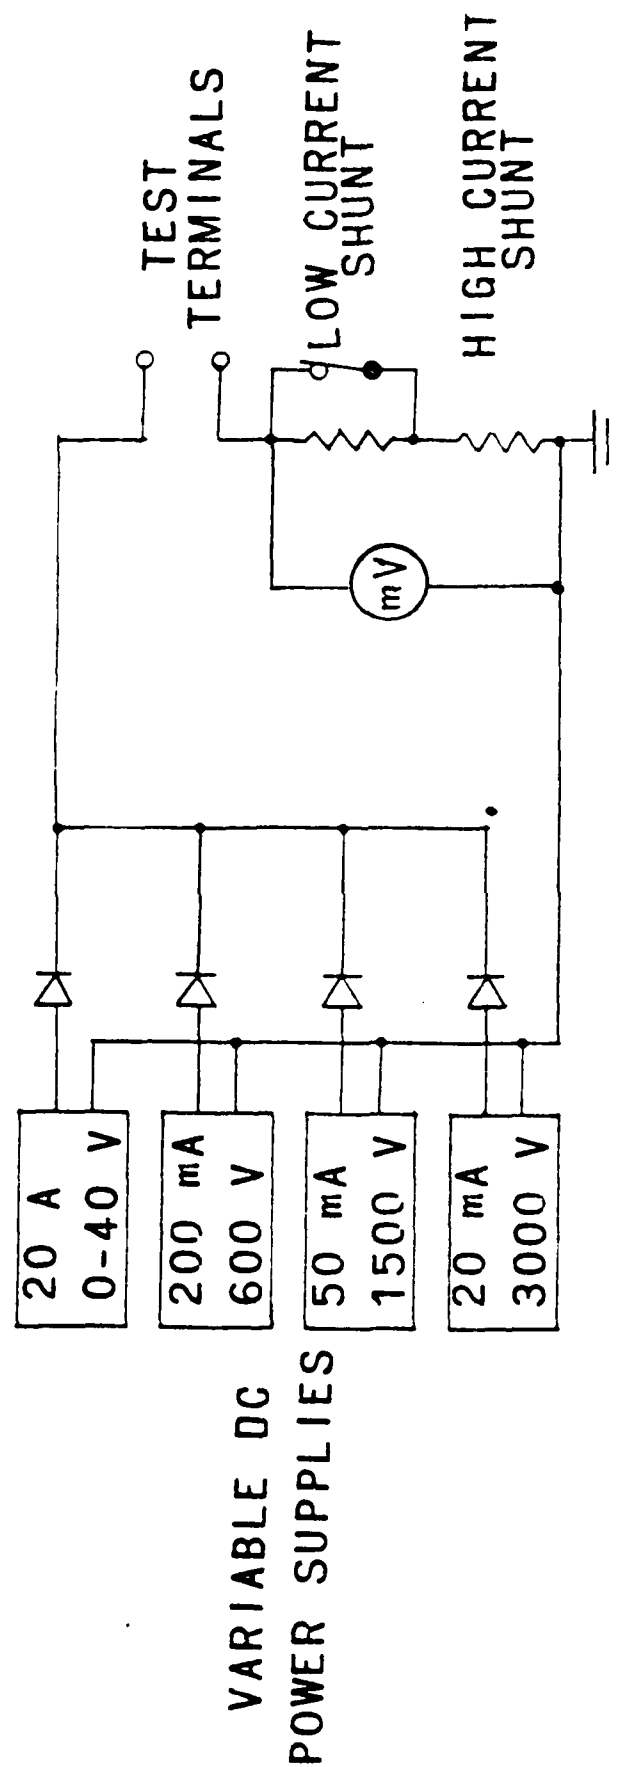 VARIABLE DC
POWER SUPPLIES
20 A
0-40 V
200 mA
600 V
50 mA
1500 V
20 mA
3000 V
mV
TEST
TERMINALS
LOW CURRENT
SHUNT
HIGH CURRENT
SHUNT